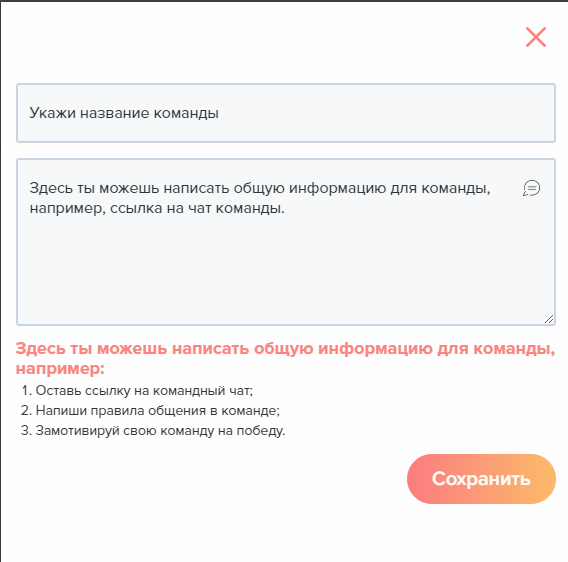 Укажи название команды
Здесь ты можешь написать общую информацию для команды,
например, ссылка на чат команды.
Здесь ты можешь написать общую информацию для команды,
например:
1. Оставь ссылку на командный чат;
2. Напиши правила общения в команде;
3. Замотивируй свою команду на победу.
Сохранить